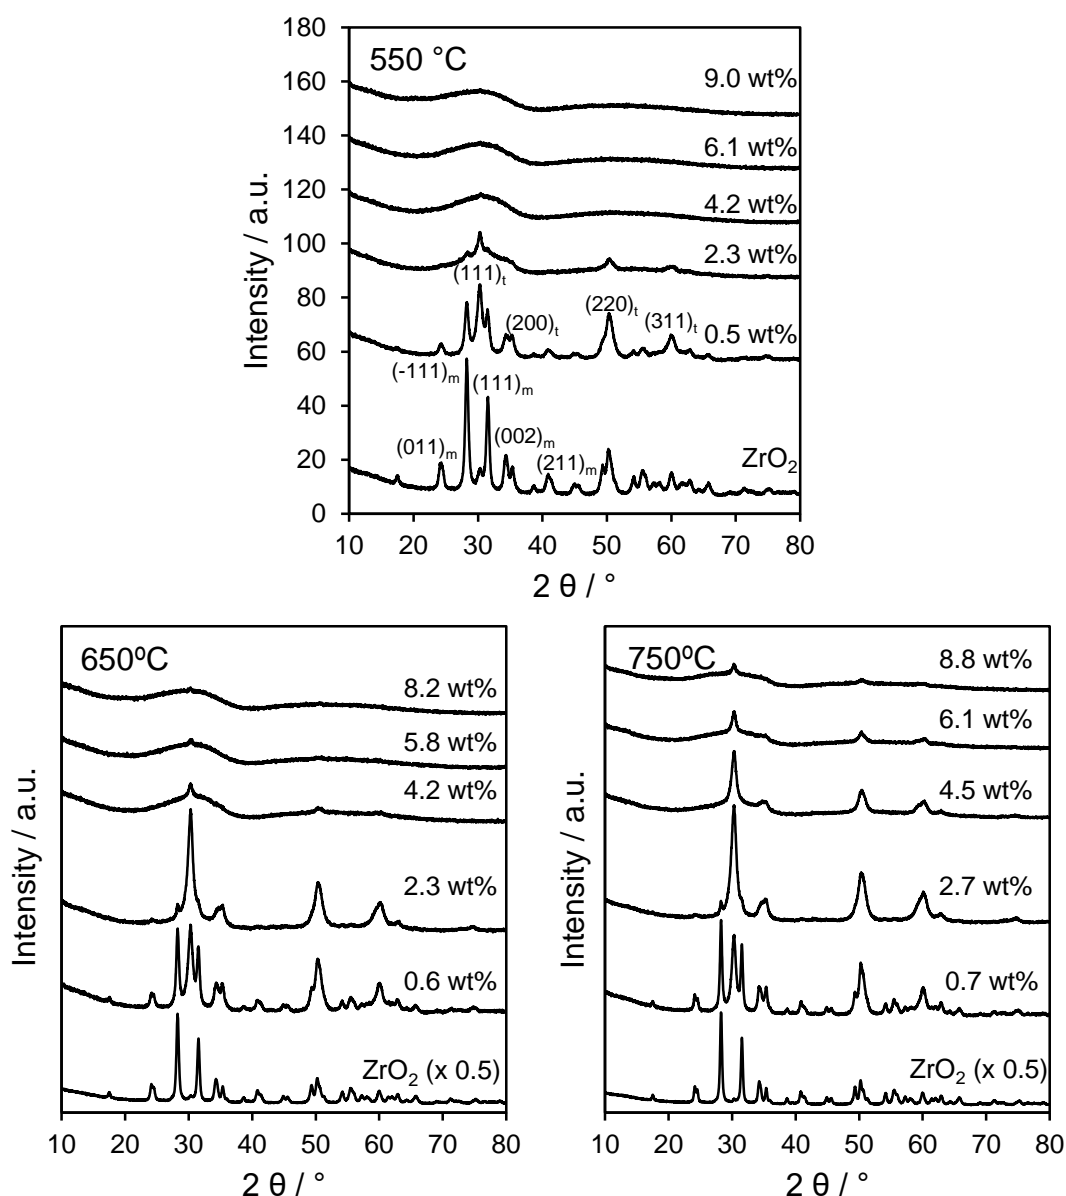 180
160
140
120
100
80
60
40
20
0
Intensity / a.u.
550 °C
9.0 wt%
6.1 wt%
4.2 wt%
2.3 wt%
(111)ₜ
(220)ₜ
(200)ₜ
(311)ₜ
0.5 wt%
(-111)ₘ
(111)ₘ
(011)ₘ
(002)ₘ
(211)ₘ
ZrO₂
10 20 30 40 50 60 70 80
2 θ / °
650ºC
8.2 wt%
5.8 wt%
4.2 wt%
2.3 wt%
0.6 wt%
ZrO₂ (x 0.5)
Intensity / a.u.
10 20 30 40 50 60 70 80
2 θ / °
750ºC
8.8 wt%
6.1 wt%
4.5 wt%
2.7 wt%
0.7 wt%
ZrO₂ (x 0.5)
Intensity / a.u.
10 20 30 40 50 60 70 80
2 θ / °